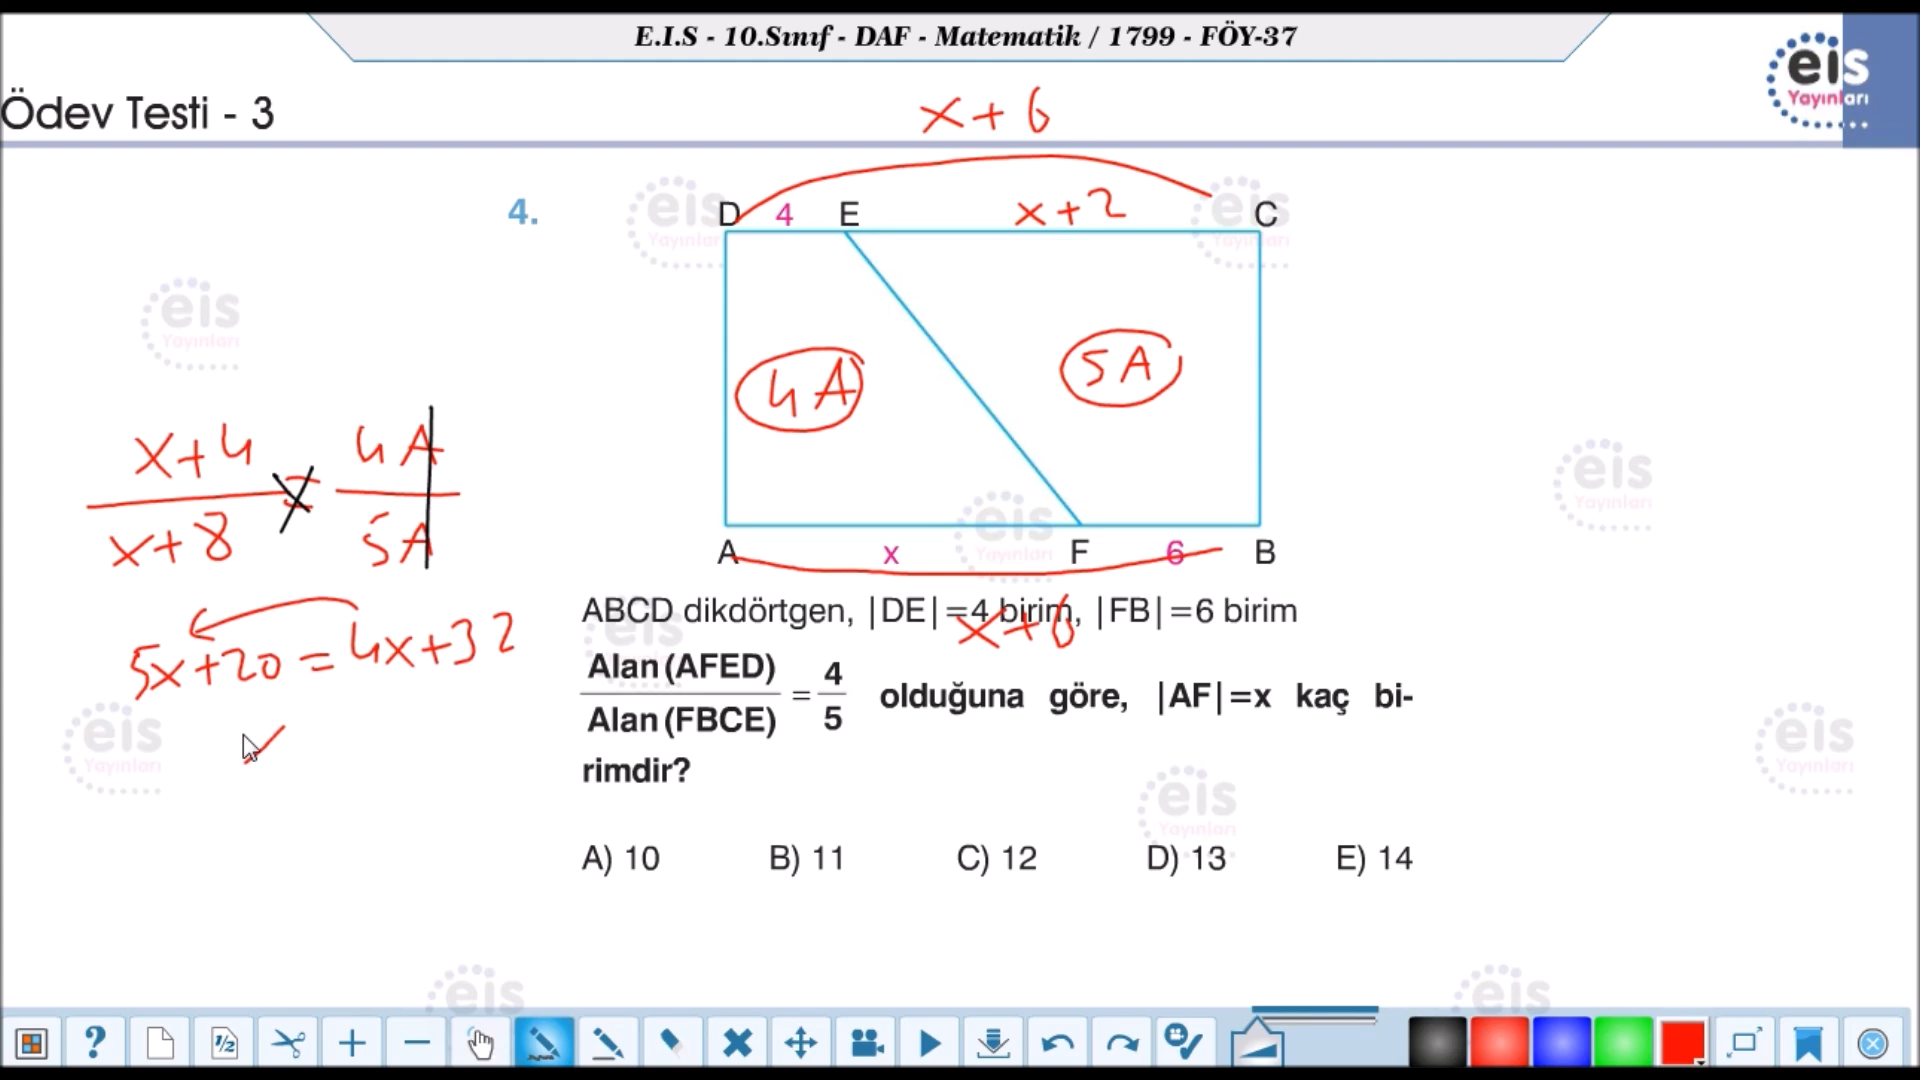 E.I.S - 10.Sınıf - DAF - Matematik / 1799 - FÖY-37
eis
Yayınları
Ödev Testi - 3
x+6
4.
D 4 E x+2 C
4A
5A
x+4
x+8
=
4A
5A
A x F 6 B
x+6
5x+20=4x+32
ABCD dikdörtgen, |DE|=4 birim, |FB|=6 birim
Alan (AFED)
Alan (FBCE)
= 4
5
olduğuna göre, |AF|=x kaç bi-
rimdir?
A) 10 B) 11 C) 12 D) 13 E) 14